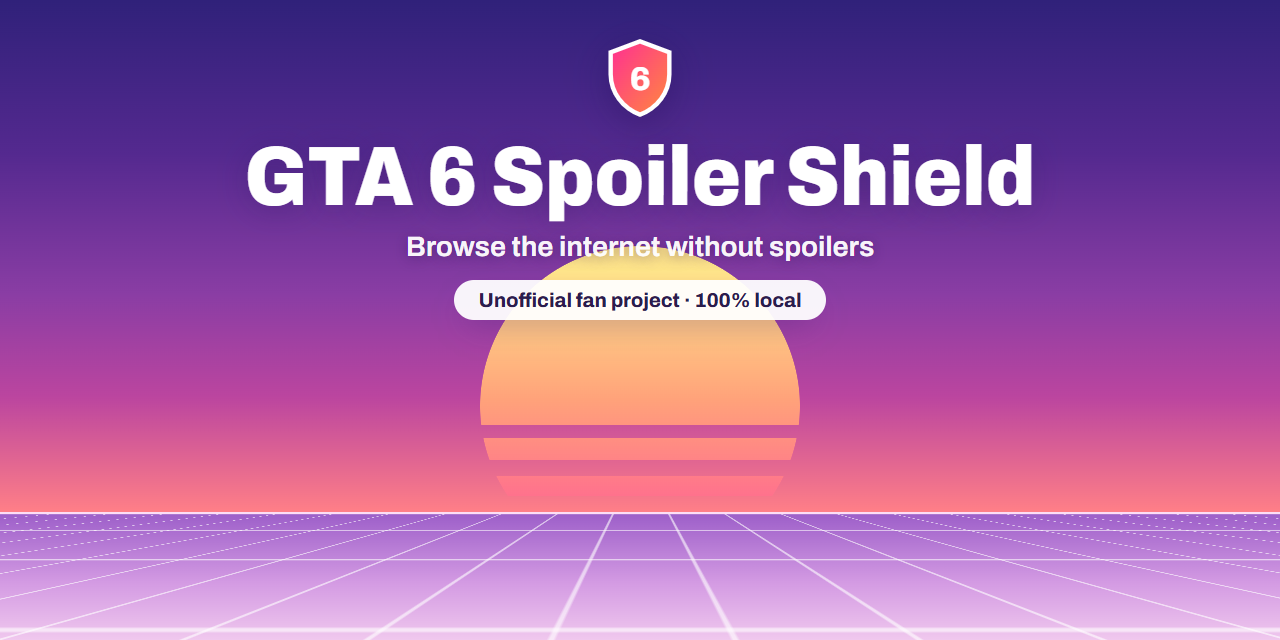 6
GTA 6 Spoiler Shield
Browse the internet without spoilers
Unofficial fan project · 100% local